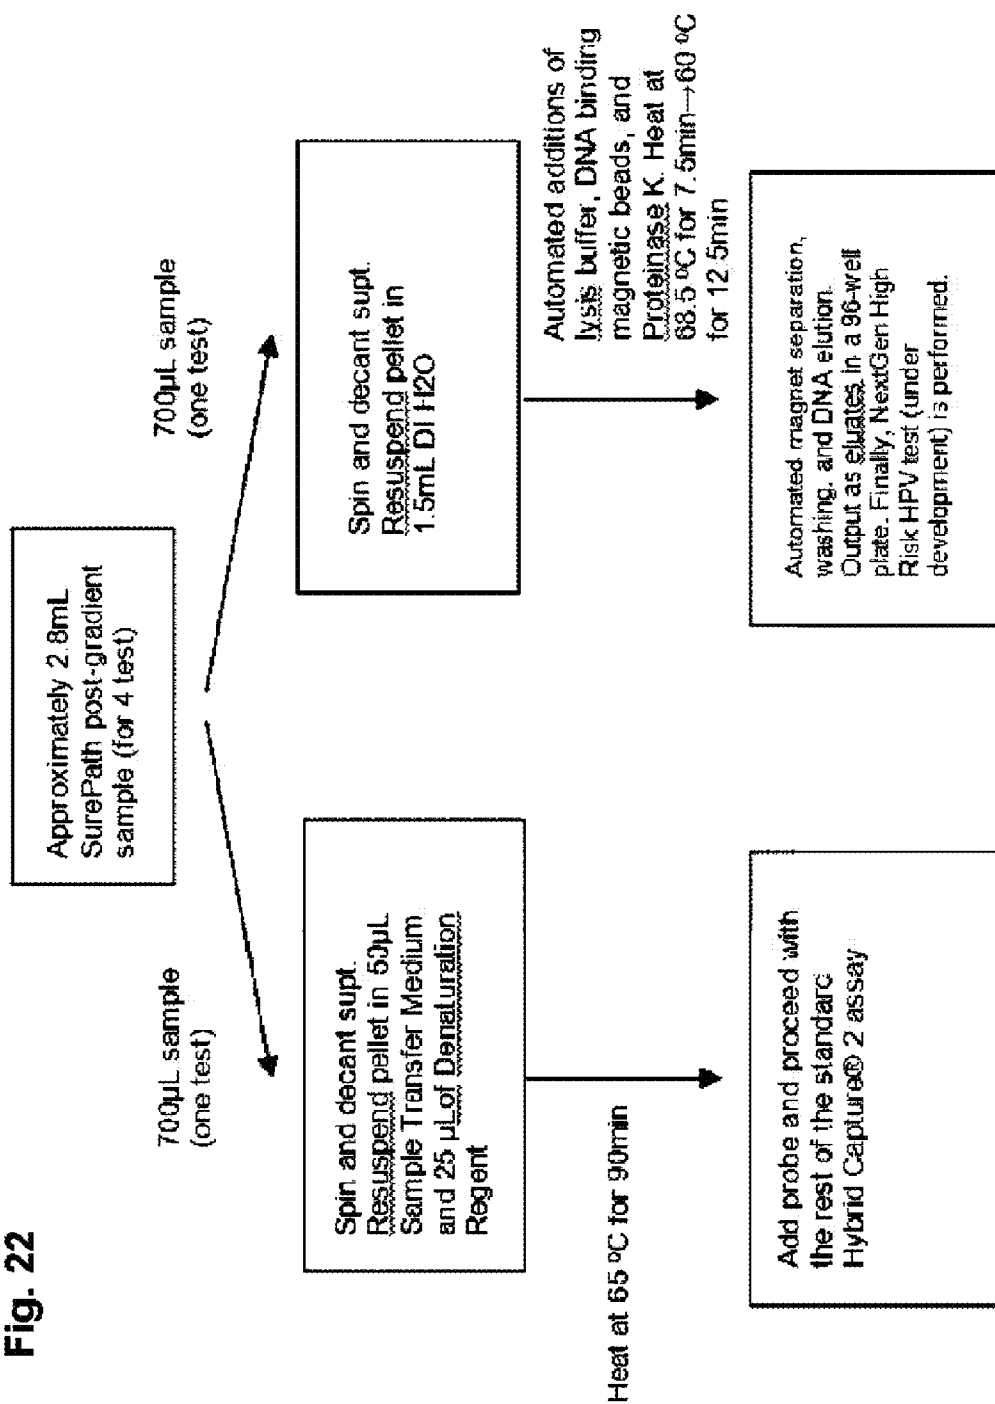 Fig. 22
Approximately 2.8mL
SurePath post-gradient
sample (for 4 test)
700µL sample
(one test)
700µL sample
(one test)
Spin and decant supt.
Resuspend pellet in 50µL
Sample Transfer Medium
and 25 µLof Denaturation
Regent
Spin and decant supt.
Resuspend pellet in
1.5mL DI H2O
Heat at 65 ºC for 90min
Automated additions of
lysis buffer, DNA binding
magnetic beads, and
Proteinase K. Heat at
68.5 ºC for 7.5min→60 ºC
for 12.5min
Add probe and proceed with
the rest of the standard
Hybrid Capture® 2 assay
Automated magnet separation,
washing, and DNA elution.
Output as eluates in a 96-well
plate. Finally, NextGen High
Risk HPV test (under
development) is performed.